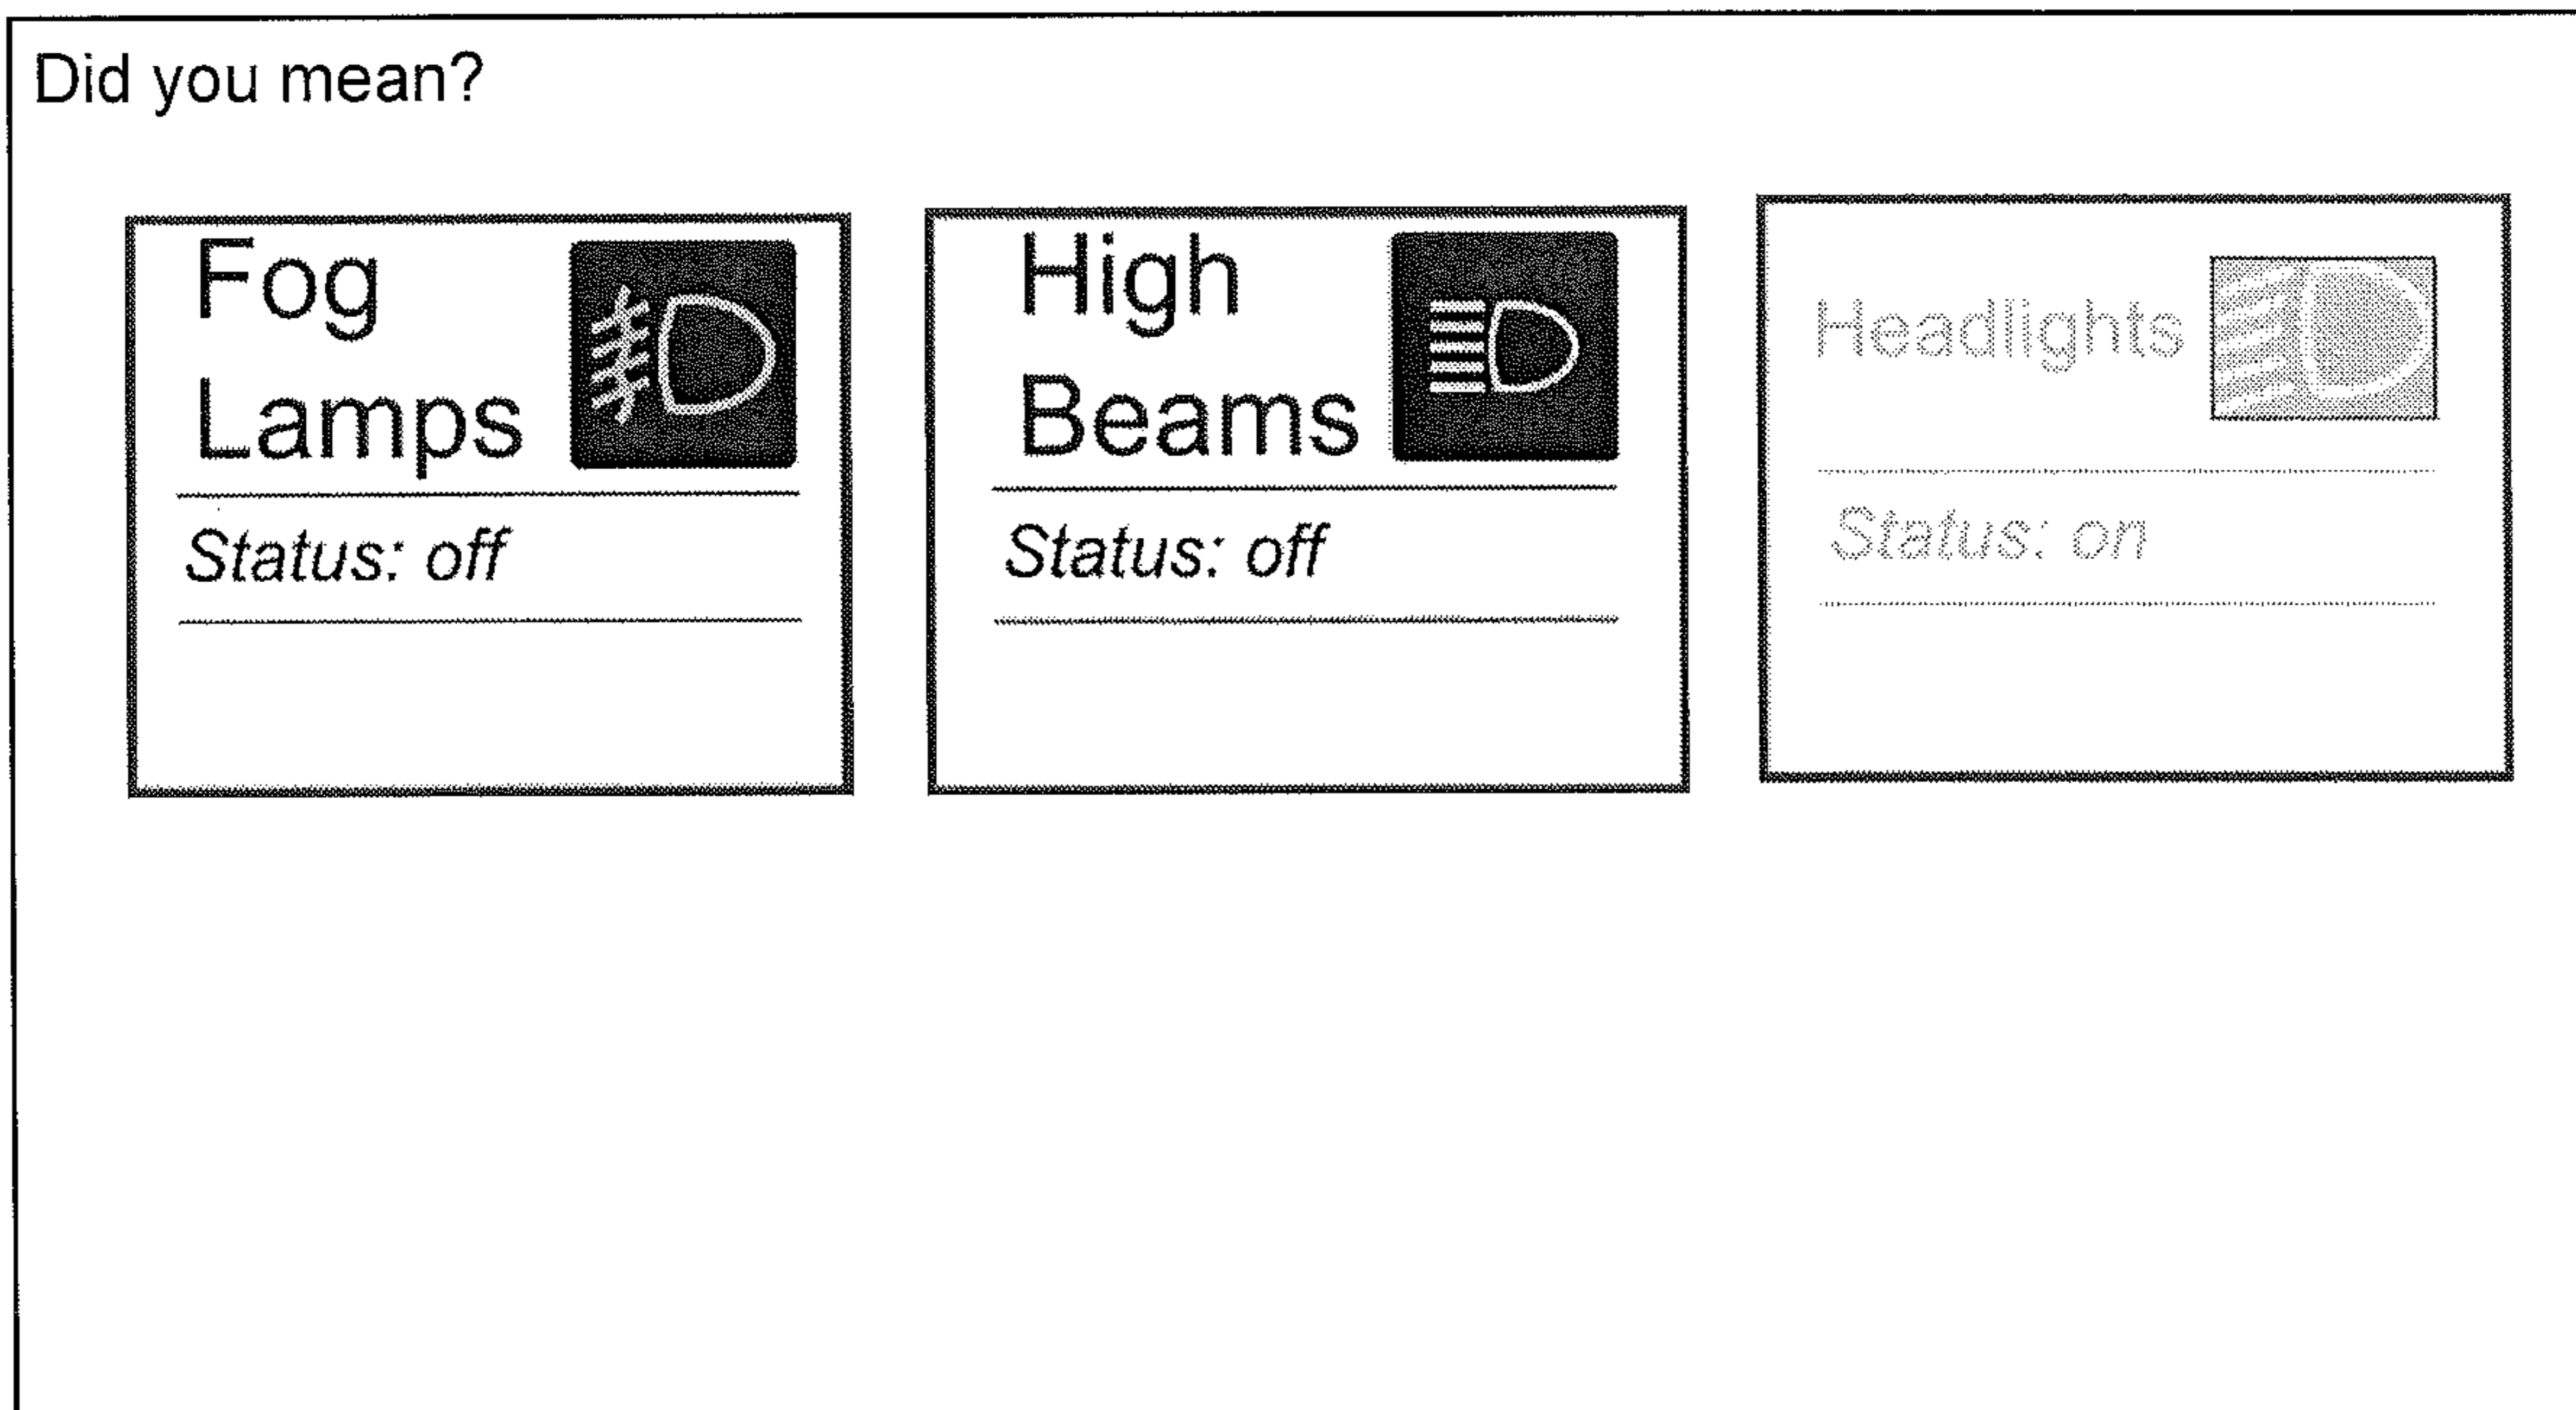 Did you mean?
Fog
Lamps
Status: off
High
Beams
Status: off
Headlights
Status: on